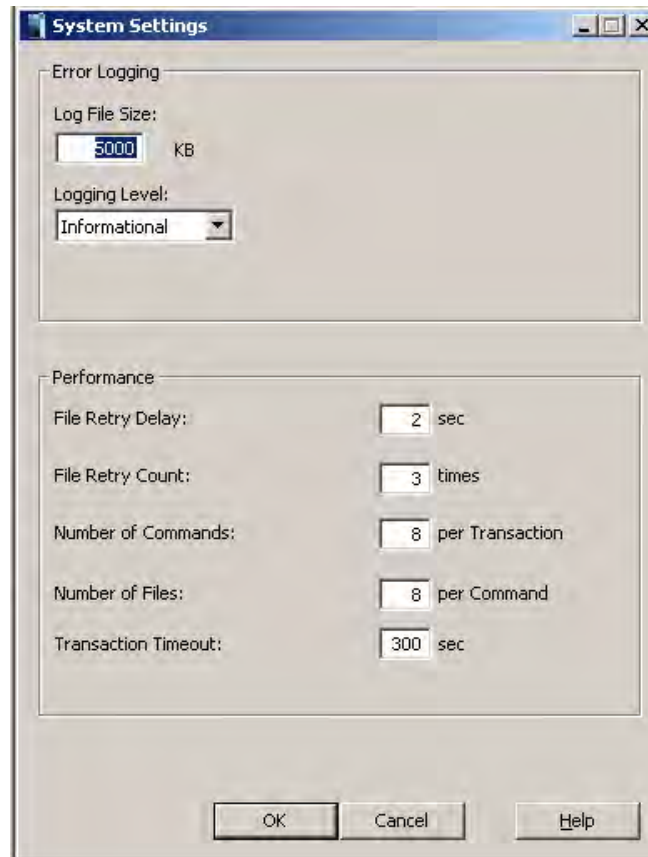 System Settings
Error Logging
Log File Size:
5000 KB
Logging Level:
Informational
Performance
File Retry Delay: 2 sec
File Retry Count: 3 times
Number of Commands: 8 per Transaction
Number of Files: 8 per Command
Transaction Timeout: 300 sec
OK Cancel Help